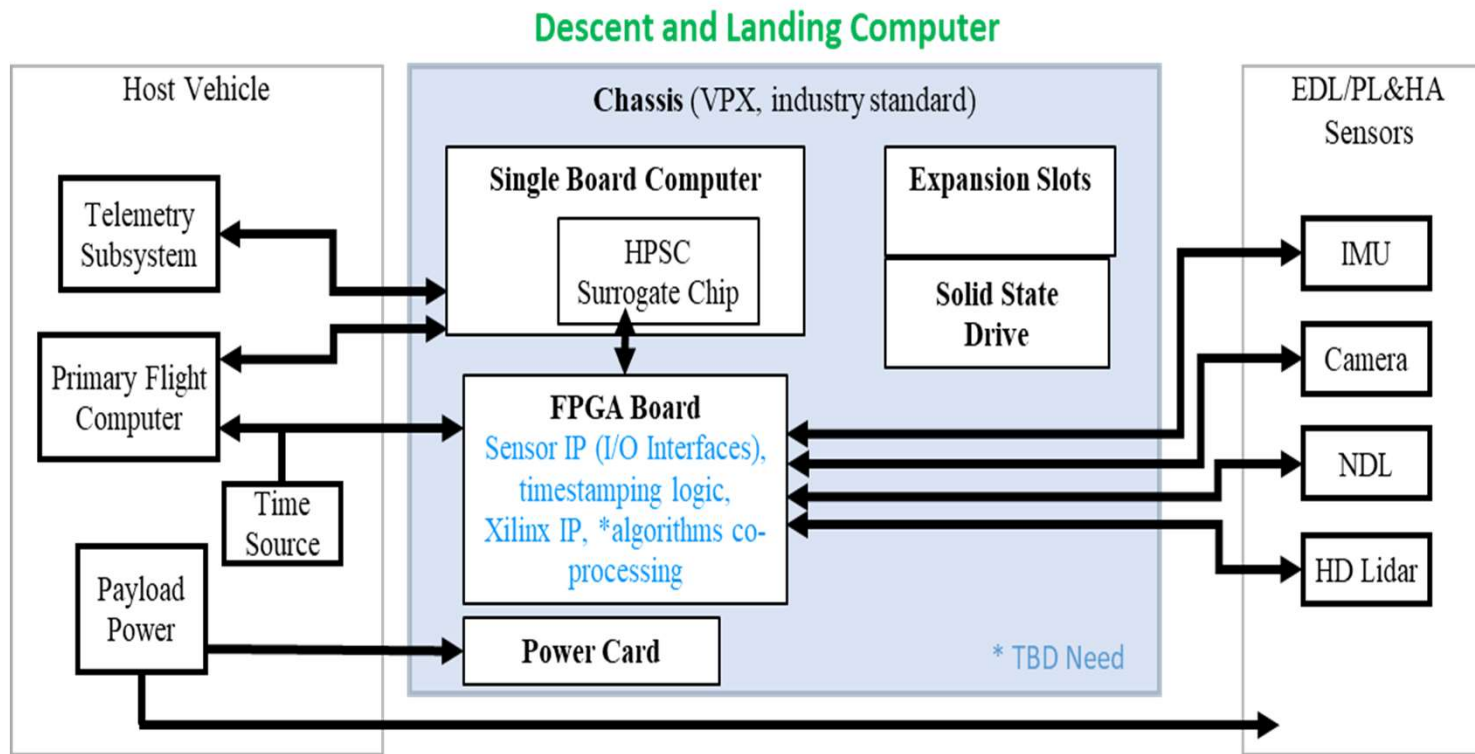 Descent and Landing Computer
Host Vehicle
Telemetry
Subsystem
Primary Flight
Computer
Time
Source
Payload
Power
Chassis (VPX, industry standard)
Single Board Computer
HPSC
Surrogate Chip
Expansion Slots
Solid State
Drive
FPGA Board
Sensor IP (I/O Interfaces),
timestamping logic,
Xilinx IP, *algorithms co-
processing
Power Card
* TBD Need
EDL/PL&HA
Sensors
IMU
Camera
NDL
HD Lidar